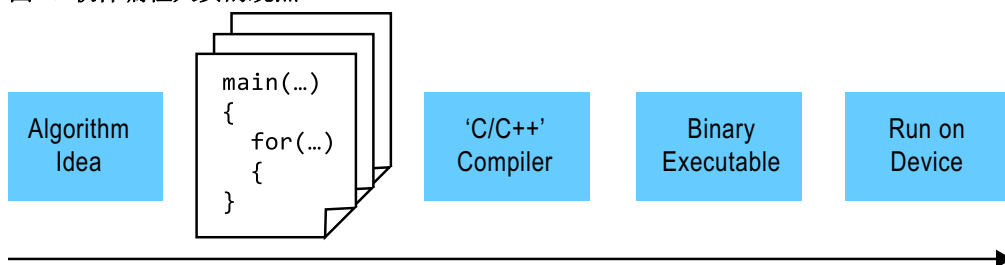 Algorithm
Idea
main(…)
{
for(…)
{
}
‘C/C++’
Compiler
Binary
Executable
Run on
Device